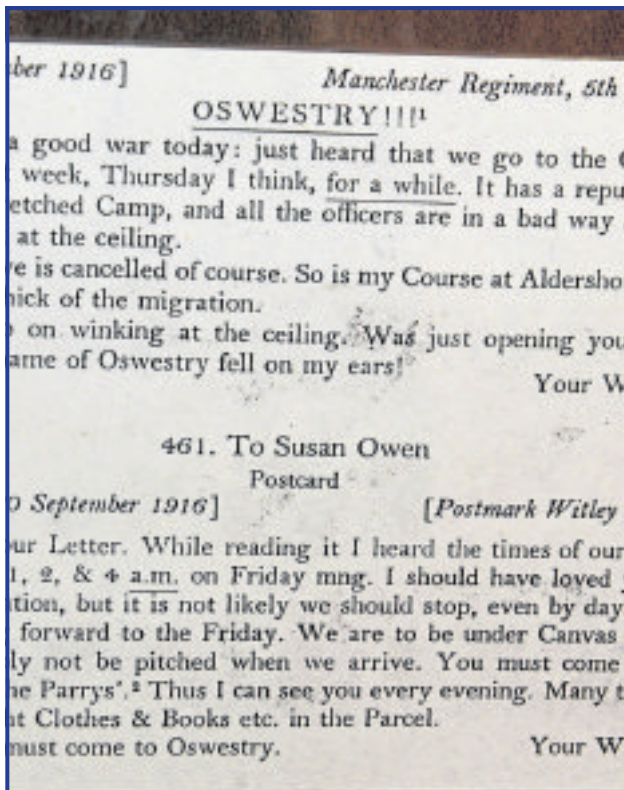 ber 1916] Manchester Regiment, 5th
OSWESTRY!!!¹
a good war today: just heard that we go to the
week, Thursday I think, for a while. It has a repu
etched Camp, and all the officers are in a bad way
at the ceiling.
e is cancelled of course. So is my Course at Aldersho
nick of the migration.
on winking at the ceiling. Was just opening you
ame of Oswestry fell on my ears!
Your W
461. To Susan Owen
Postcard
September 1916] [Postmark Witley
ur Letter. While reading it I heard the times of our
1, 2, & 4 a.m. on Friday mng. I should have loved
tion, but it is not likely we should stop, even by day
forward to the Friday. We are to be under Canvas
ly not be pitched when we arrive. You must come
he Parrys'.² Thus I can see you every evening. Many t
nt Clothes & Books etc. in the Parcel.
must come to Oswestry. Your W